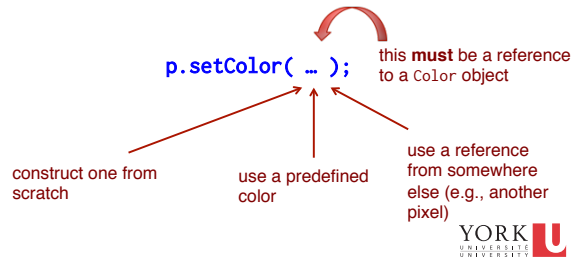 this must be a reference
to a Color object
p.setColor( … );
construct one from
scratch
use a predefined
color
use a reference
from somewhere
else (e.g., another
pixel)
YORK U
UNIVERSITÉ
UNIVERSITY